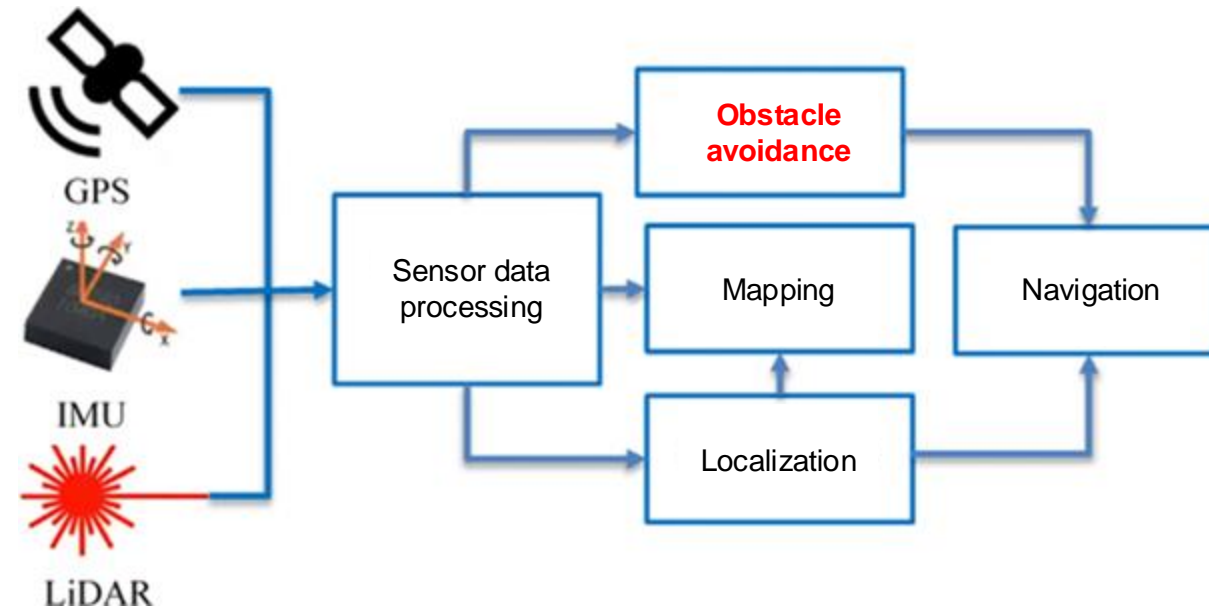 GPS
Z
Y
X
IMU
LiDAR
Sensor data
processing
Obstacle
avoidance
Mapping
Localization
Navigation